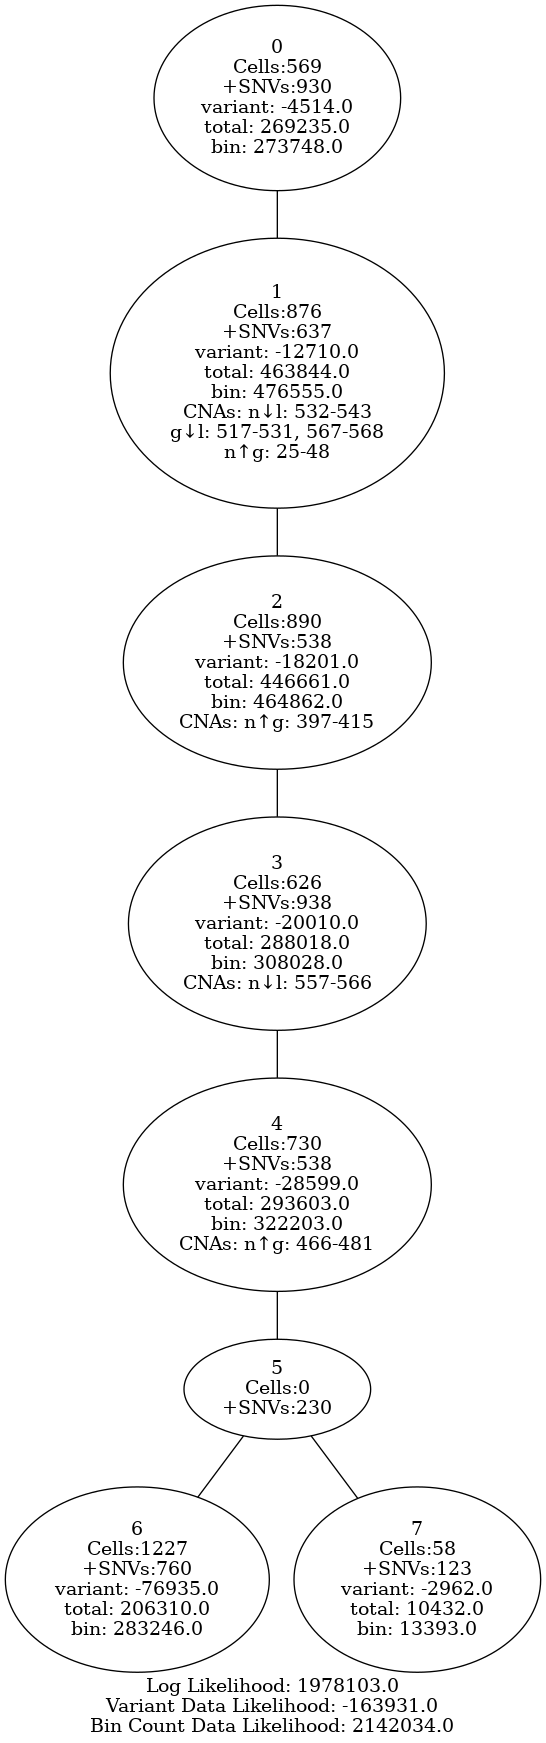 0
Cells:569
+SNVs:930
variant: -4514.0
total: 269235.0
bin: 273748.0
1
Cells:876
+SNVs:637
variant: -12710.0
total: 463844.0
bin: 476555.0
CNAs: n↓l: 532-543
g↓l: 517-531, 567-568
n↑g: 25-48
2
Cells:890
+SNVs:538
variant: -18201.0
total: 446661.0
bin: 464862.0
CNAs: n↑g: 397-415
3
Cells:626
+SNVs:938
variant: -20010.0
total: 288018.0
bin: 308028.0
CNAs: n↓l: 557-566
4
Cells:730
+SNVs:538
variant: -28599.0
total: 293603.0
bin: 322203.0
CNAs: n↑g: 466-481
5
Cells:0
+SNVs:230
6
Cells:1227
+SNVs:760
variant: -76935.0
total: 206310.0
bin: 283246.0
7
Cells:58
+SNVs:123
variant: -2962.0
total: 10432.0
bin: 13393.0
Log Likelihood: 1978103.0
Variant Data Likelihood: -163931.0
Bin Count Data Likelihood: 2142034.0